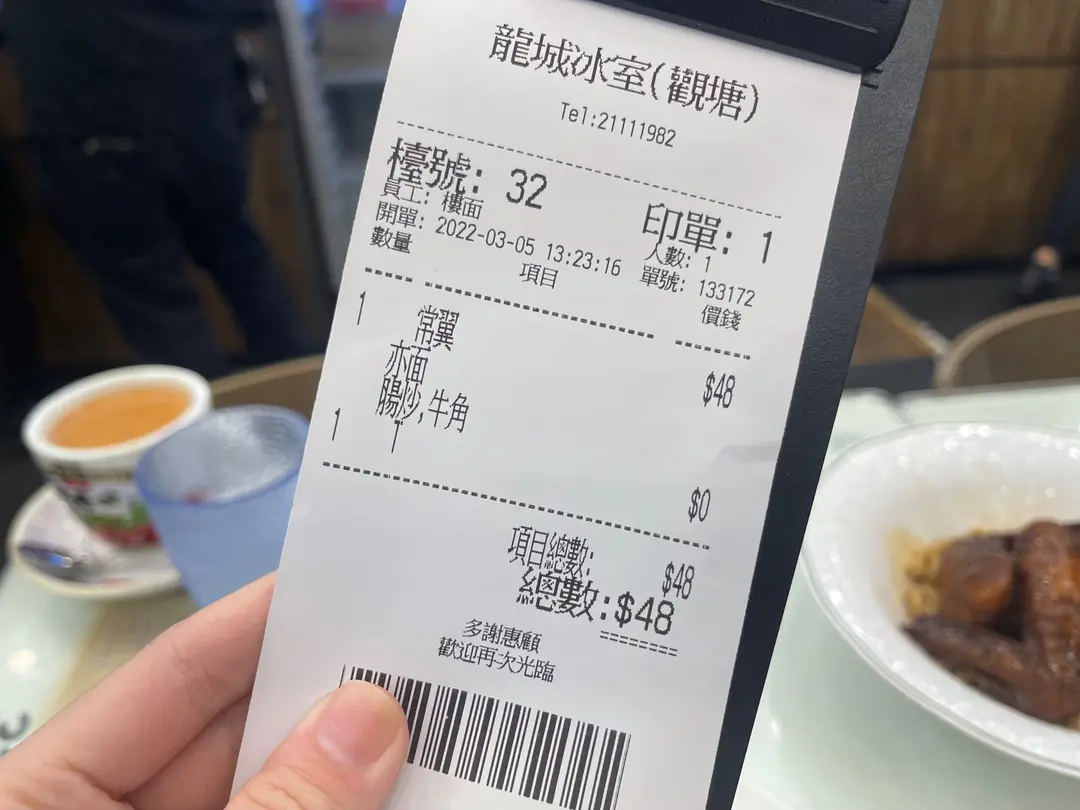 龍城冰室(觀塘)
Tel:21111982
檯號: 32 印單: 1
員工: 樓面 人數: 1
開單: 2022-03-05 13:23:16 單號: 133172
數量 項目 價錢
1 常翼 $48
亦面
腸炒,牛角
1 T $0
項目總數: $48
總數:$48
多謝惠顧
歡迎再次光臨